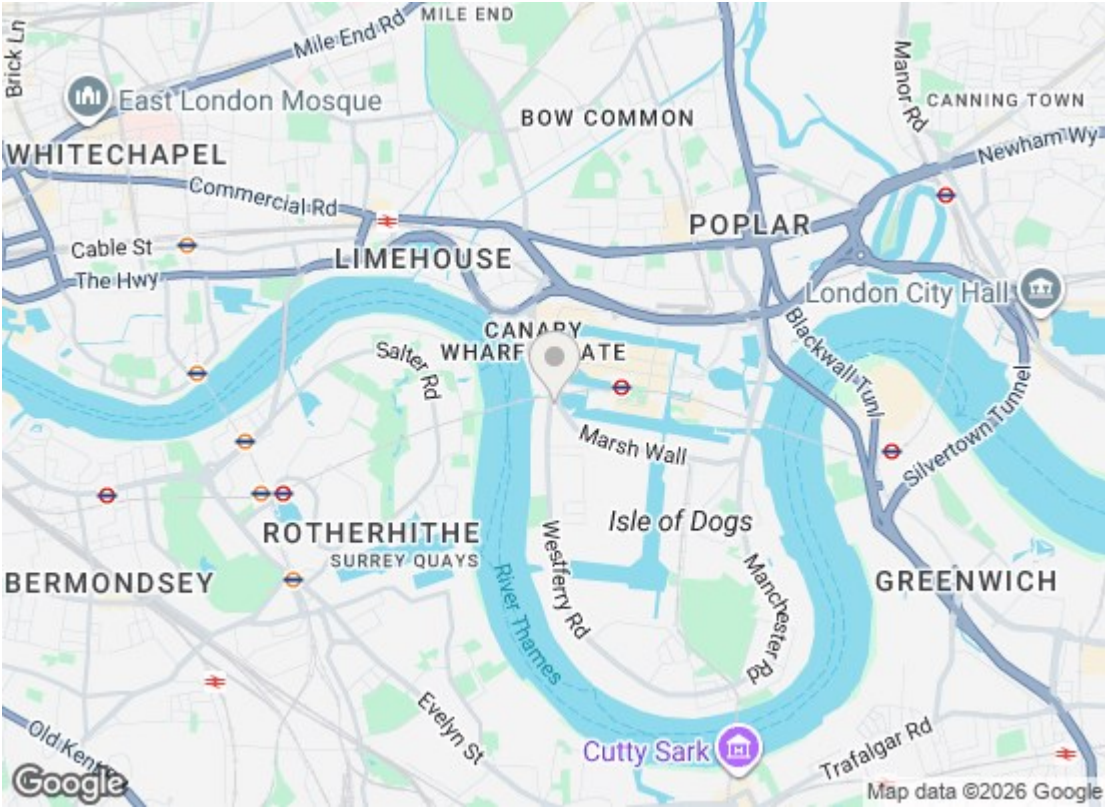 MILE END
Mile End Rd
Brick Ln
Manor Rd
East London Mosque
CANNING TOWN
BOW COMMON
Newham Wy
WHITECHAPEL
Commercial Rd
POPLAR
Cable St
LIMEHOUSE
The Hwy
London City Hall
CANARY
WHARF
ATE
Blackwall Tunl
Salter Rd
Silvertown Tunnel
Marsh Wall
Isle of Dogs
ROTHERHITHE
SURREY QUAYS
Westferry Rd
Manchester Rd
BERMONDSEY
GREENWICH
River Thames
Evelyn St
Old Kent
Cutty Sark
Trafalgar Rd
Google
Map data ©2026 Google